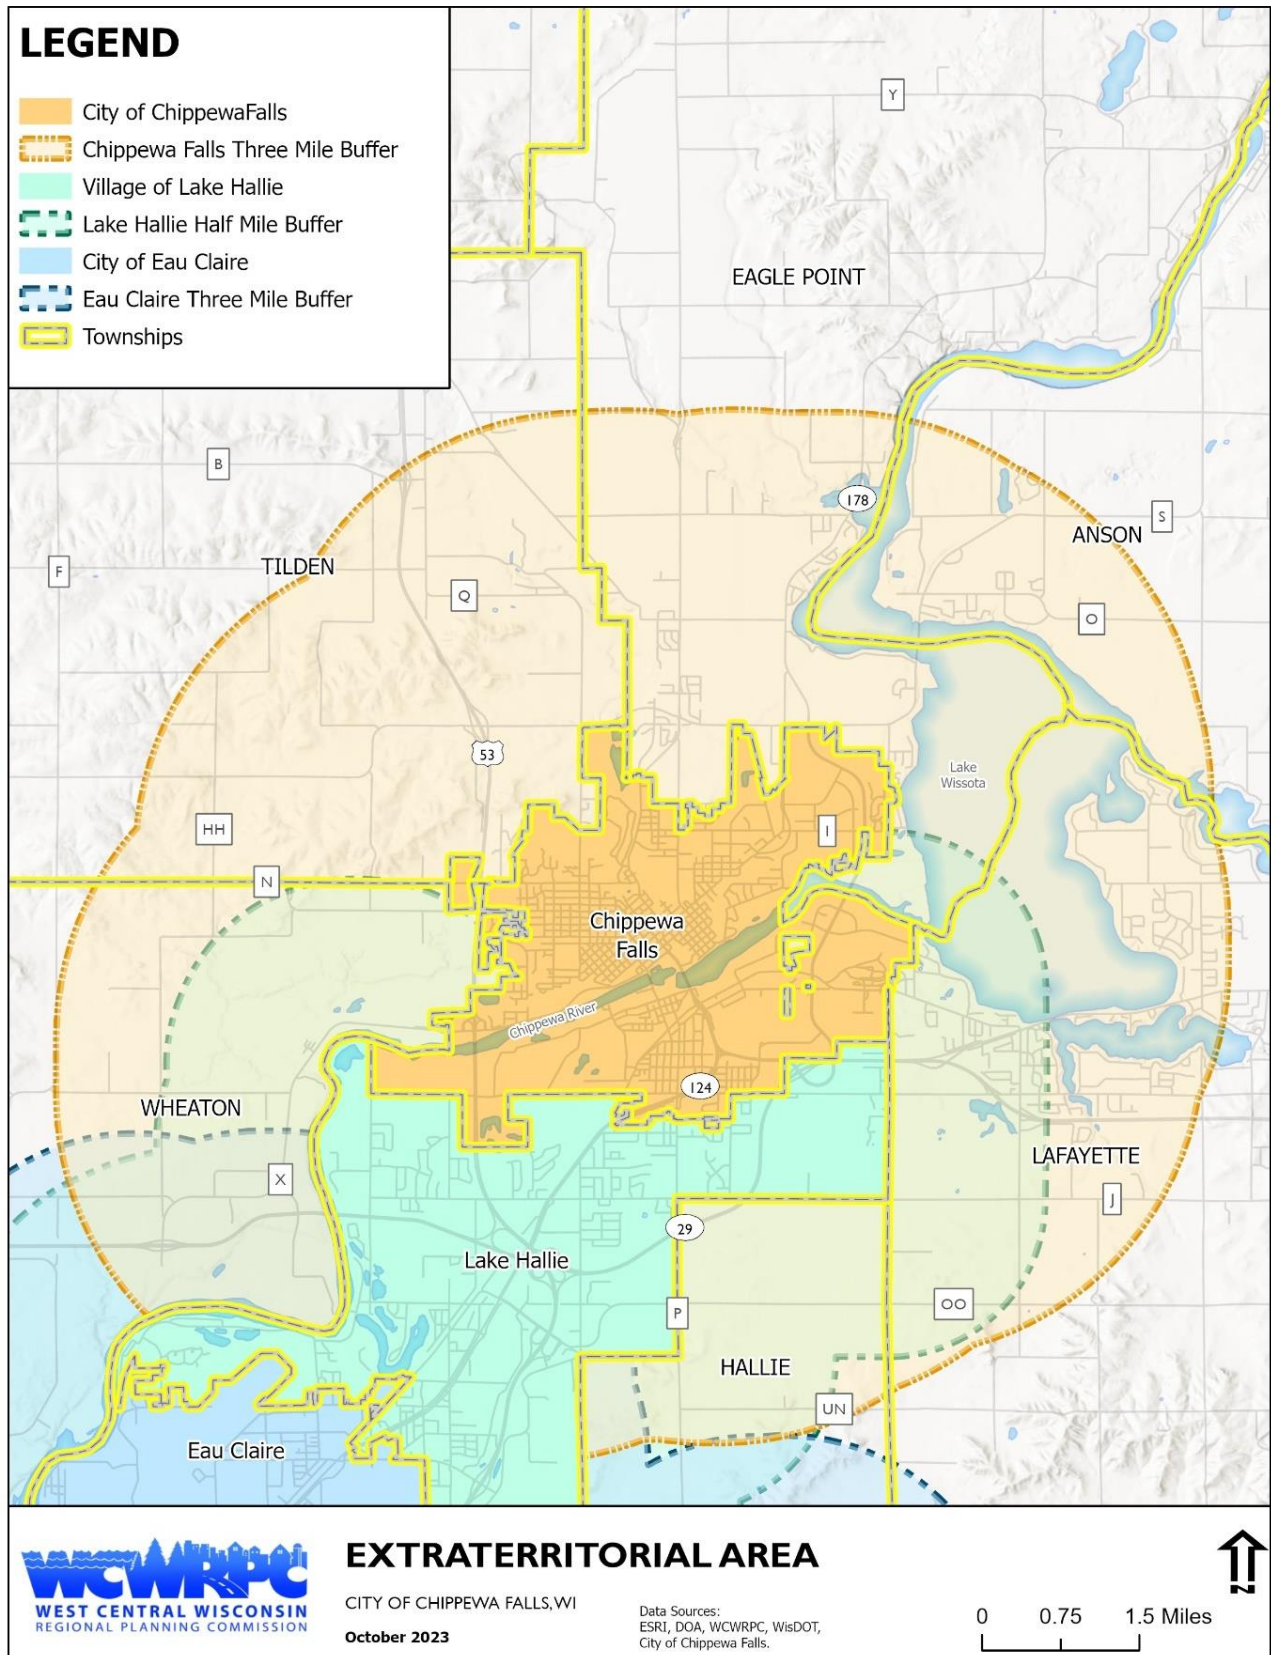 LEGEND
City of ChippewaFalls
Chippewa Falls Three Mile Buffer
Village of Lake Hallie
Lake Hallie Half Mile Buffer
City of Eau Claire
Eau Claire Three Mile Buffer
Townships
Y
EAGLE POINT
B
178
S
ANSON
F
TILDEN
Q
O
53
Lake
Wissota
HH
I
N
Chippewa
Falls
Chippewa River
124
WHEATON
LAFAYETTE
X
J
29
Lake Hallie
OO
P
HALLIE
UN
Eau Claire
WCWRPC
WEST CENTRAL WISCONSIN
REGIONAL PLANNING COMMISSION
EXTRATERRITORIAL AREA
CITY OF CHIPPEWA FALLS, WI
October 2023
Data Sources:
ESRI, DOA, WCWRPC, WisDOT,
City of Chippewa Falls.
N
0 0.75 1.5 Miles